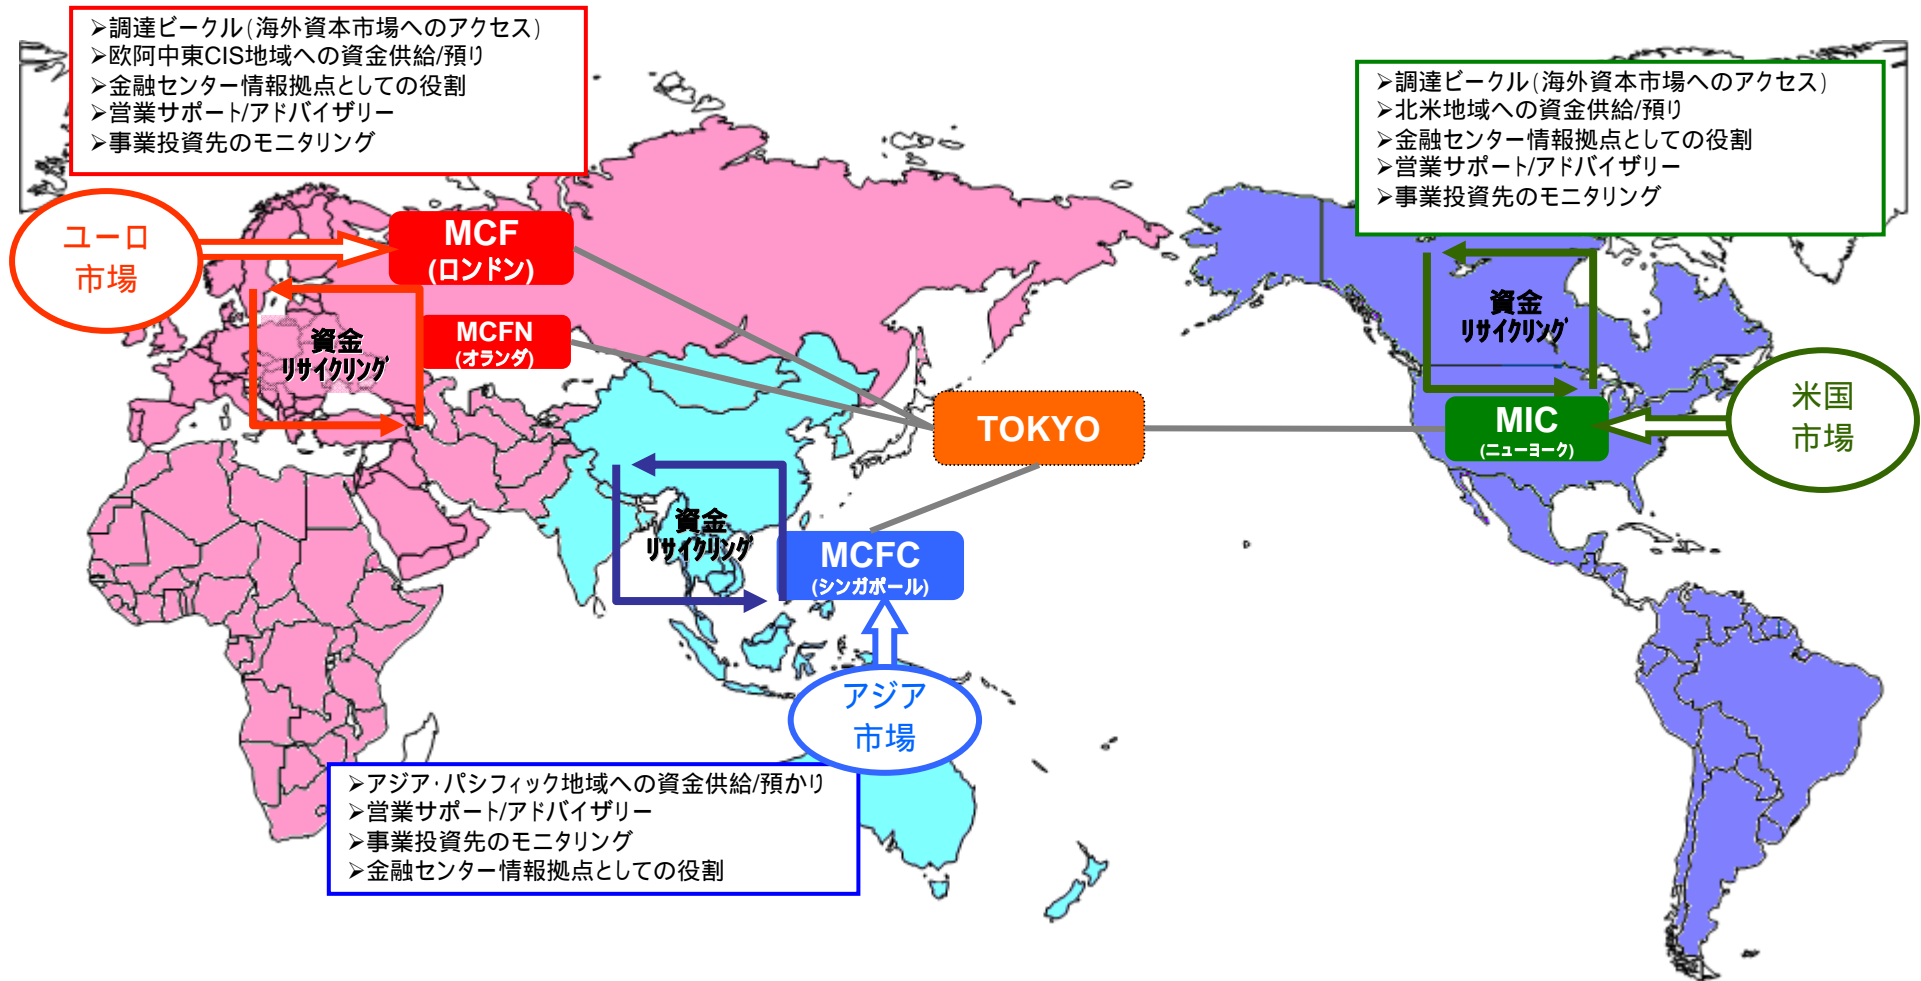 ➢調達ビークル(海外資本市場へのアクセス)
➢欧阿中東CIS地域への資金供給/預り
➢金融センター情報拠点としての役割
➢営業サポート/アドバイザリー
➢事業投資先のモニタリング
➢調達ビークル(海外資本市場へのアクセス)
➢北米地域への資金供給/預り
➢金融センター情報拠点としての役割
➢営業サポート/アドバイザリー
➢事業投資先のモニタリング
ユーロ
市場
MCF
(ロンドン)
MCFN
(オランダ)
資金
リサイクリング
資金
リサイクリング
TOKYO
MIC
(ニューヨーク)
米国
市場
資金
リサイクリング
MCFC
(シンガポール)
アジア
市場
➢アジア・パシフィック地域への資金供給/預かり
➢営業サポート/アドバイザリー
➢事業投資先のモニタリング
➢金融センター情報拠点としての役割